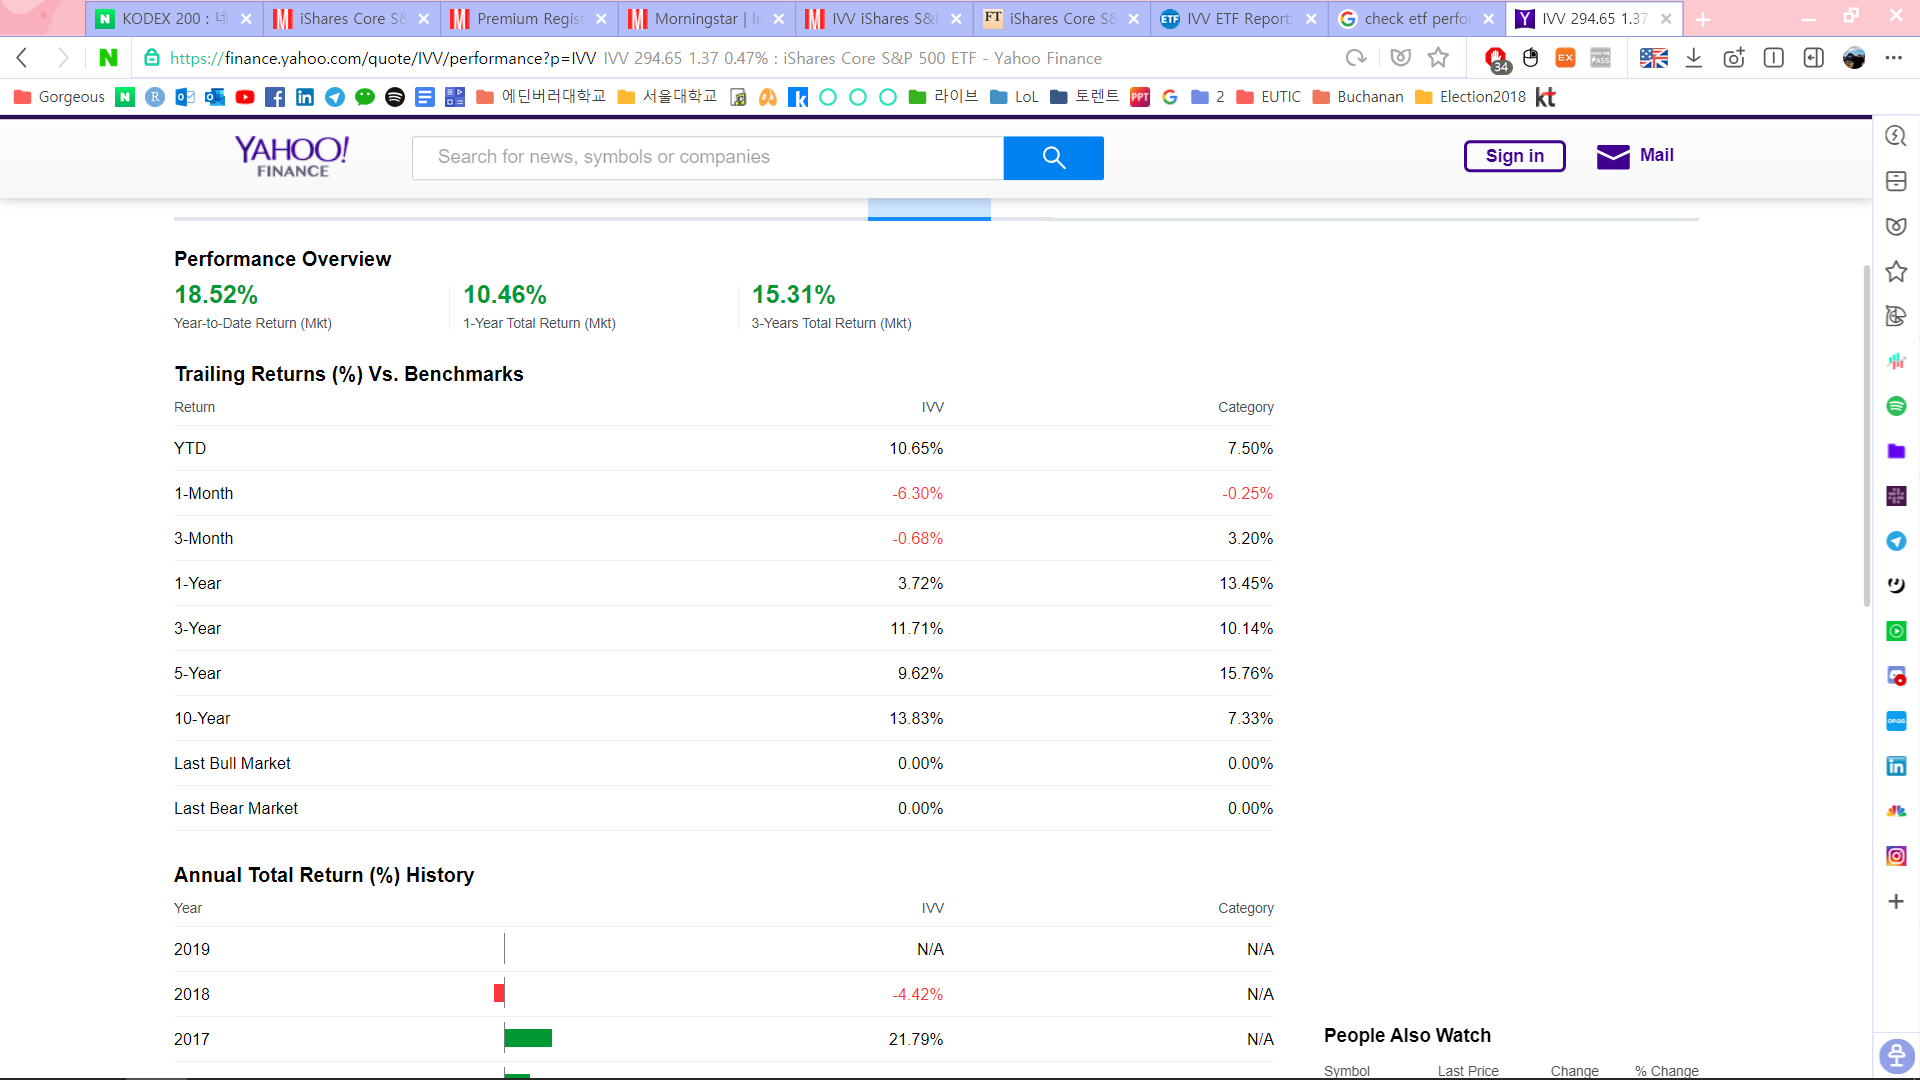 KODEX 200 : 네
iShares Core S&
Premium Regist
Morningstar | In
IVV iShares S&P
FT iShares Core S&
ETF IVV ETF Report:
check etf perfor
IVV 294.65 1.37
https://finance.yahoo.com/quote/IVV/performance?p=IVV IVV 294.65 1.37 0.47% : iShares Core S&P 500 ETF - Yahoo Finance
34
EX
Gorgeous
에딘버러대학교
서울대학교
라이브
LoL
토렌트
PPT
2
EUTIC
Buchanan
Election2018
kt
YAHOO!
FINANCE
Search for news, symbols or companies
Sign in
Mail
Performance Overview
18.52% 10.46% 15.31%
Year-to-Date Return (Mkt) 1-Year Total Return (Mkt) 3-Years Total Return (Mkt)
Trailing Returns (%) Vs. Benchmarks
Return IVV Category
YTD 10.65% 7.50%
1-Month -6.30% -0.25%
3-Month -0.68% 3.20%
1-Year 3.72% 13.45%
3-Year 11.71% 10.14%
5-Year 9.62% 15.76%
10-Year 13.83% 7.33%
Last Bull Market 0.00% 0.00%
Last Bear Market 0.00% 0.00%
Annual Total Return (%) History
Year IVV Category
2019 N/A N/A
2018 -4.42% N/A
2017 21.79% N/A
People Also Watch
Symbol Last Price Change % Change